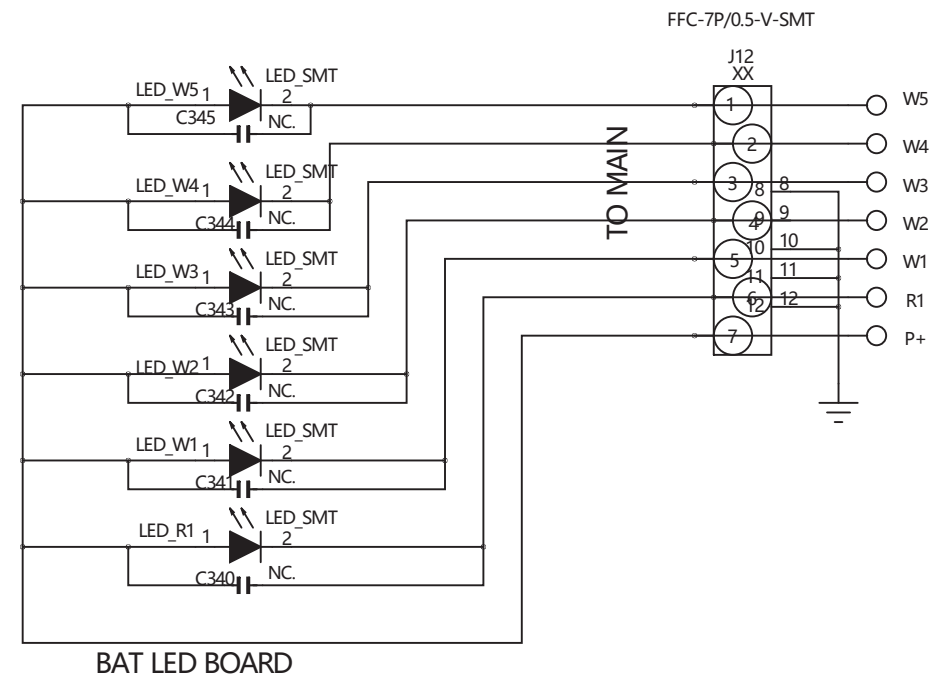 FFC-7P/0.5-V-SMT
J12
XX
LED_W5 1
LED_SMT
2
C345
NC.
1
W5
LED_W4 1
LED_SMT
2
C344
NC.
2
W4
LED_W3 1
LED_SMT
2
C343
NC.
3
8 8
W3
LED_W2 1
LED_SMT
2
C342
NC.
4
9 9
W2
LED_W1 1
LED_SMT
2
C341
NC.
5
10 10
W1
11 11
LED_R1 1
LED_SMT
2
C340
NC.
6
12 12
R1
7
P+
TO MAIN
BAT LED BOARD